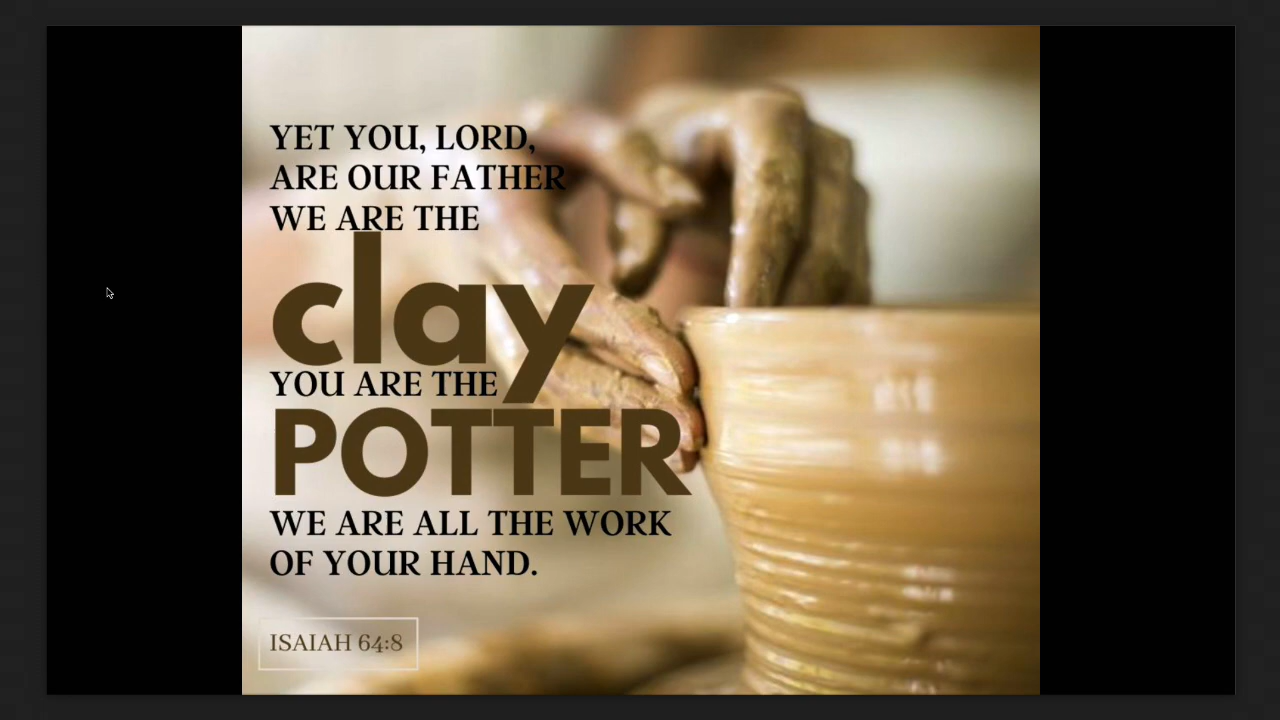 YET YOU, LORD,
ARE OUR FATHER
WE ARE THE
clay
YOU ARE THE
POTTER
WE ARE ALL THE WORK
OF YOUR HAND.
ISAIAH 64:8